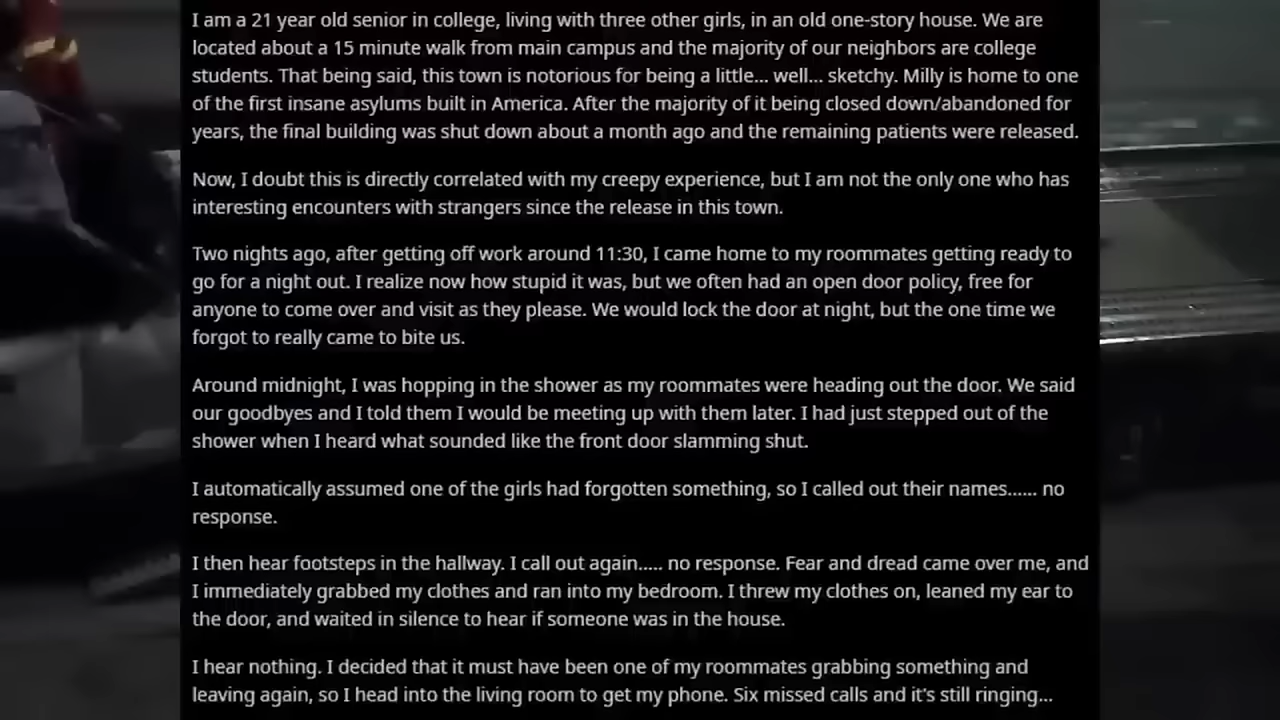 I am a 21 year old senior in college, living with three other girls, in an old one-story house. We are
located about a 15 minute walk from main campus and the majority of our neighbors are college
students. That being said, this town is notorious for being a little... well... sketchy. Milly is home to one
of the first insane asylums built in America. After the majority of it being closed down/abandoned for
years, the final building was shut down about a month ago and the remaining patients were released.
Now, I doubt this is directly correlated with my creepy experience, but I am not the only one who has
interesting encounters with strangers since the release in this town.
Two nights ago, after getting off work around 11:30, I came home to my roommates getting ready to
go for a night out. I realize now how stupid it was, but we often had an open door policy, free for
anyone to come over and visit as they please. We would lock the door at night, but the one time we
forgot to really came to bite us.
Around midnight, I was hopping in the shower as my roommates were heading out the door. We said
our goodbyes and I told them I would be meeting up with them later. I had just stepped out of the
shower when I heard what sounded like the front door slamming shut.
I automatically assumed one of the girls had forgotten something, so I called out their names...... no
response.
I then hear footsteps in the hallway. I call out again..... no response. Fear and dread came over me, and
I immediately grabbed my clothes and ran into my bedroom. I threw my clothes on, leaned my ear to
the door, and waited in silence to hear if someone was in the house.
I hear nothing. I decided that it must have been one of my roommates grabbing something and
leaving again, so I head into the living room to get my phone. Six missed calls and it's still ringing...